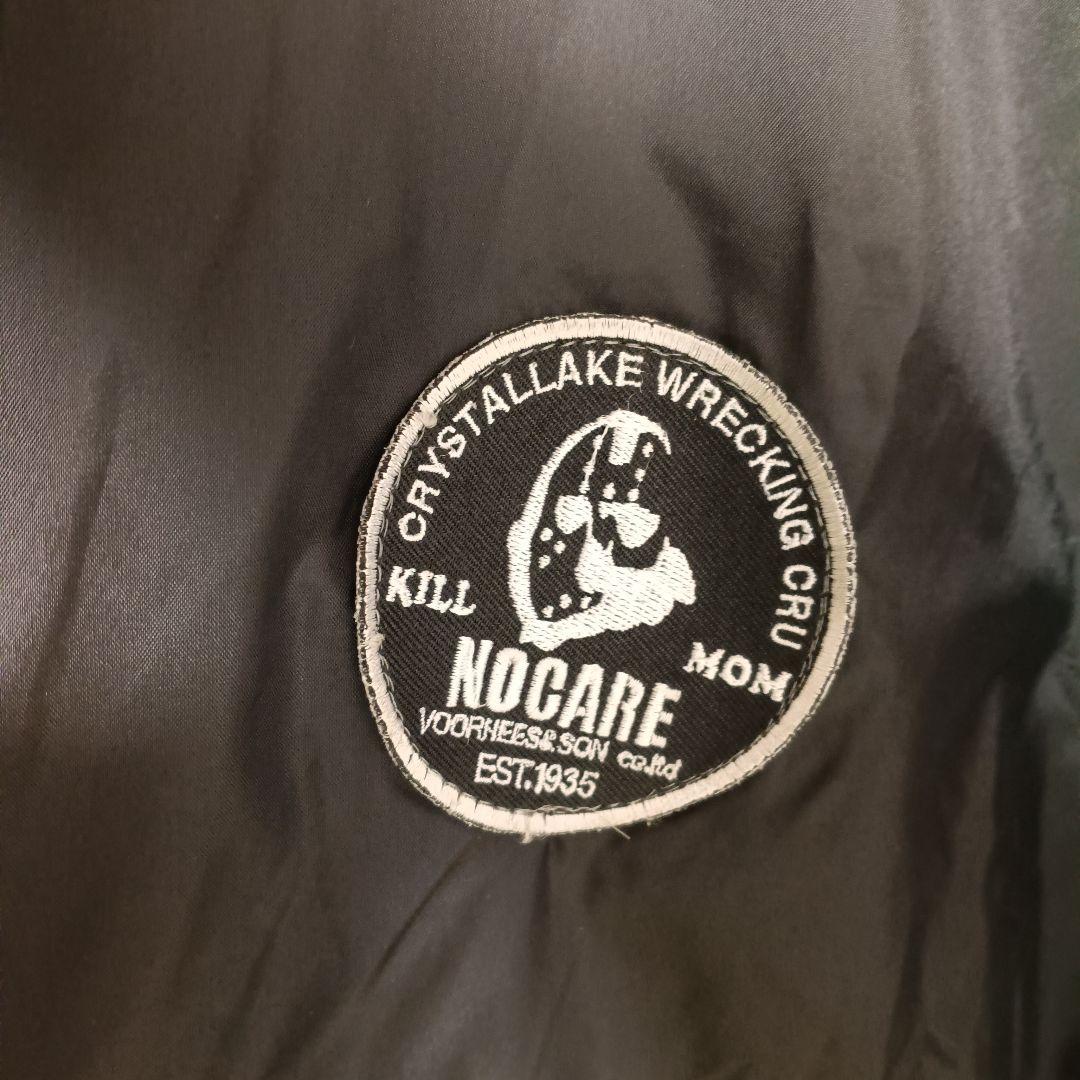 CRYSTALLAKE WRECKING CRU
KILL
MOM
NOCARE
VOORHEES&SON co.ltd
EST.1935